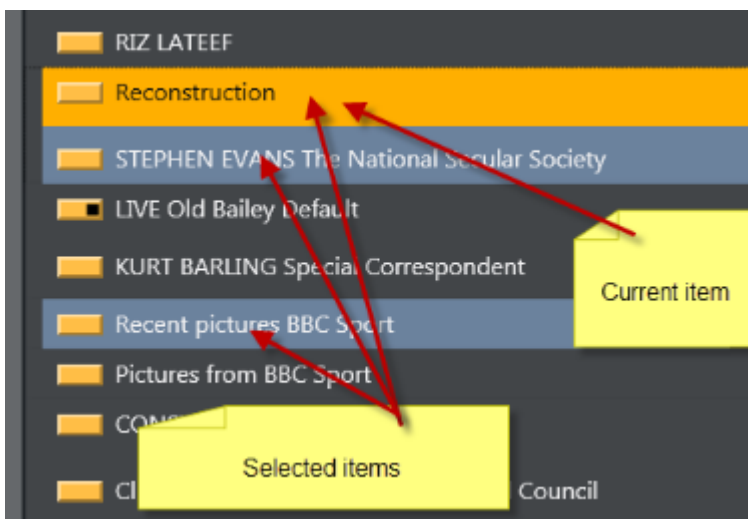 RIZ LATEEF
Reconstruction
STEPHEN EVANS The National Secular Society
LIVE Old Bailey Default
KURT BARLING Special Correspondent
Current item
Recent pictures BBC Sport
Pictures from BBC Sport
Selected items
Council